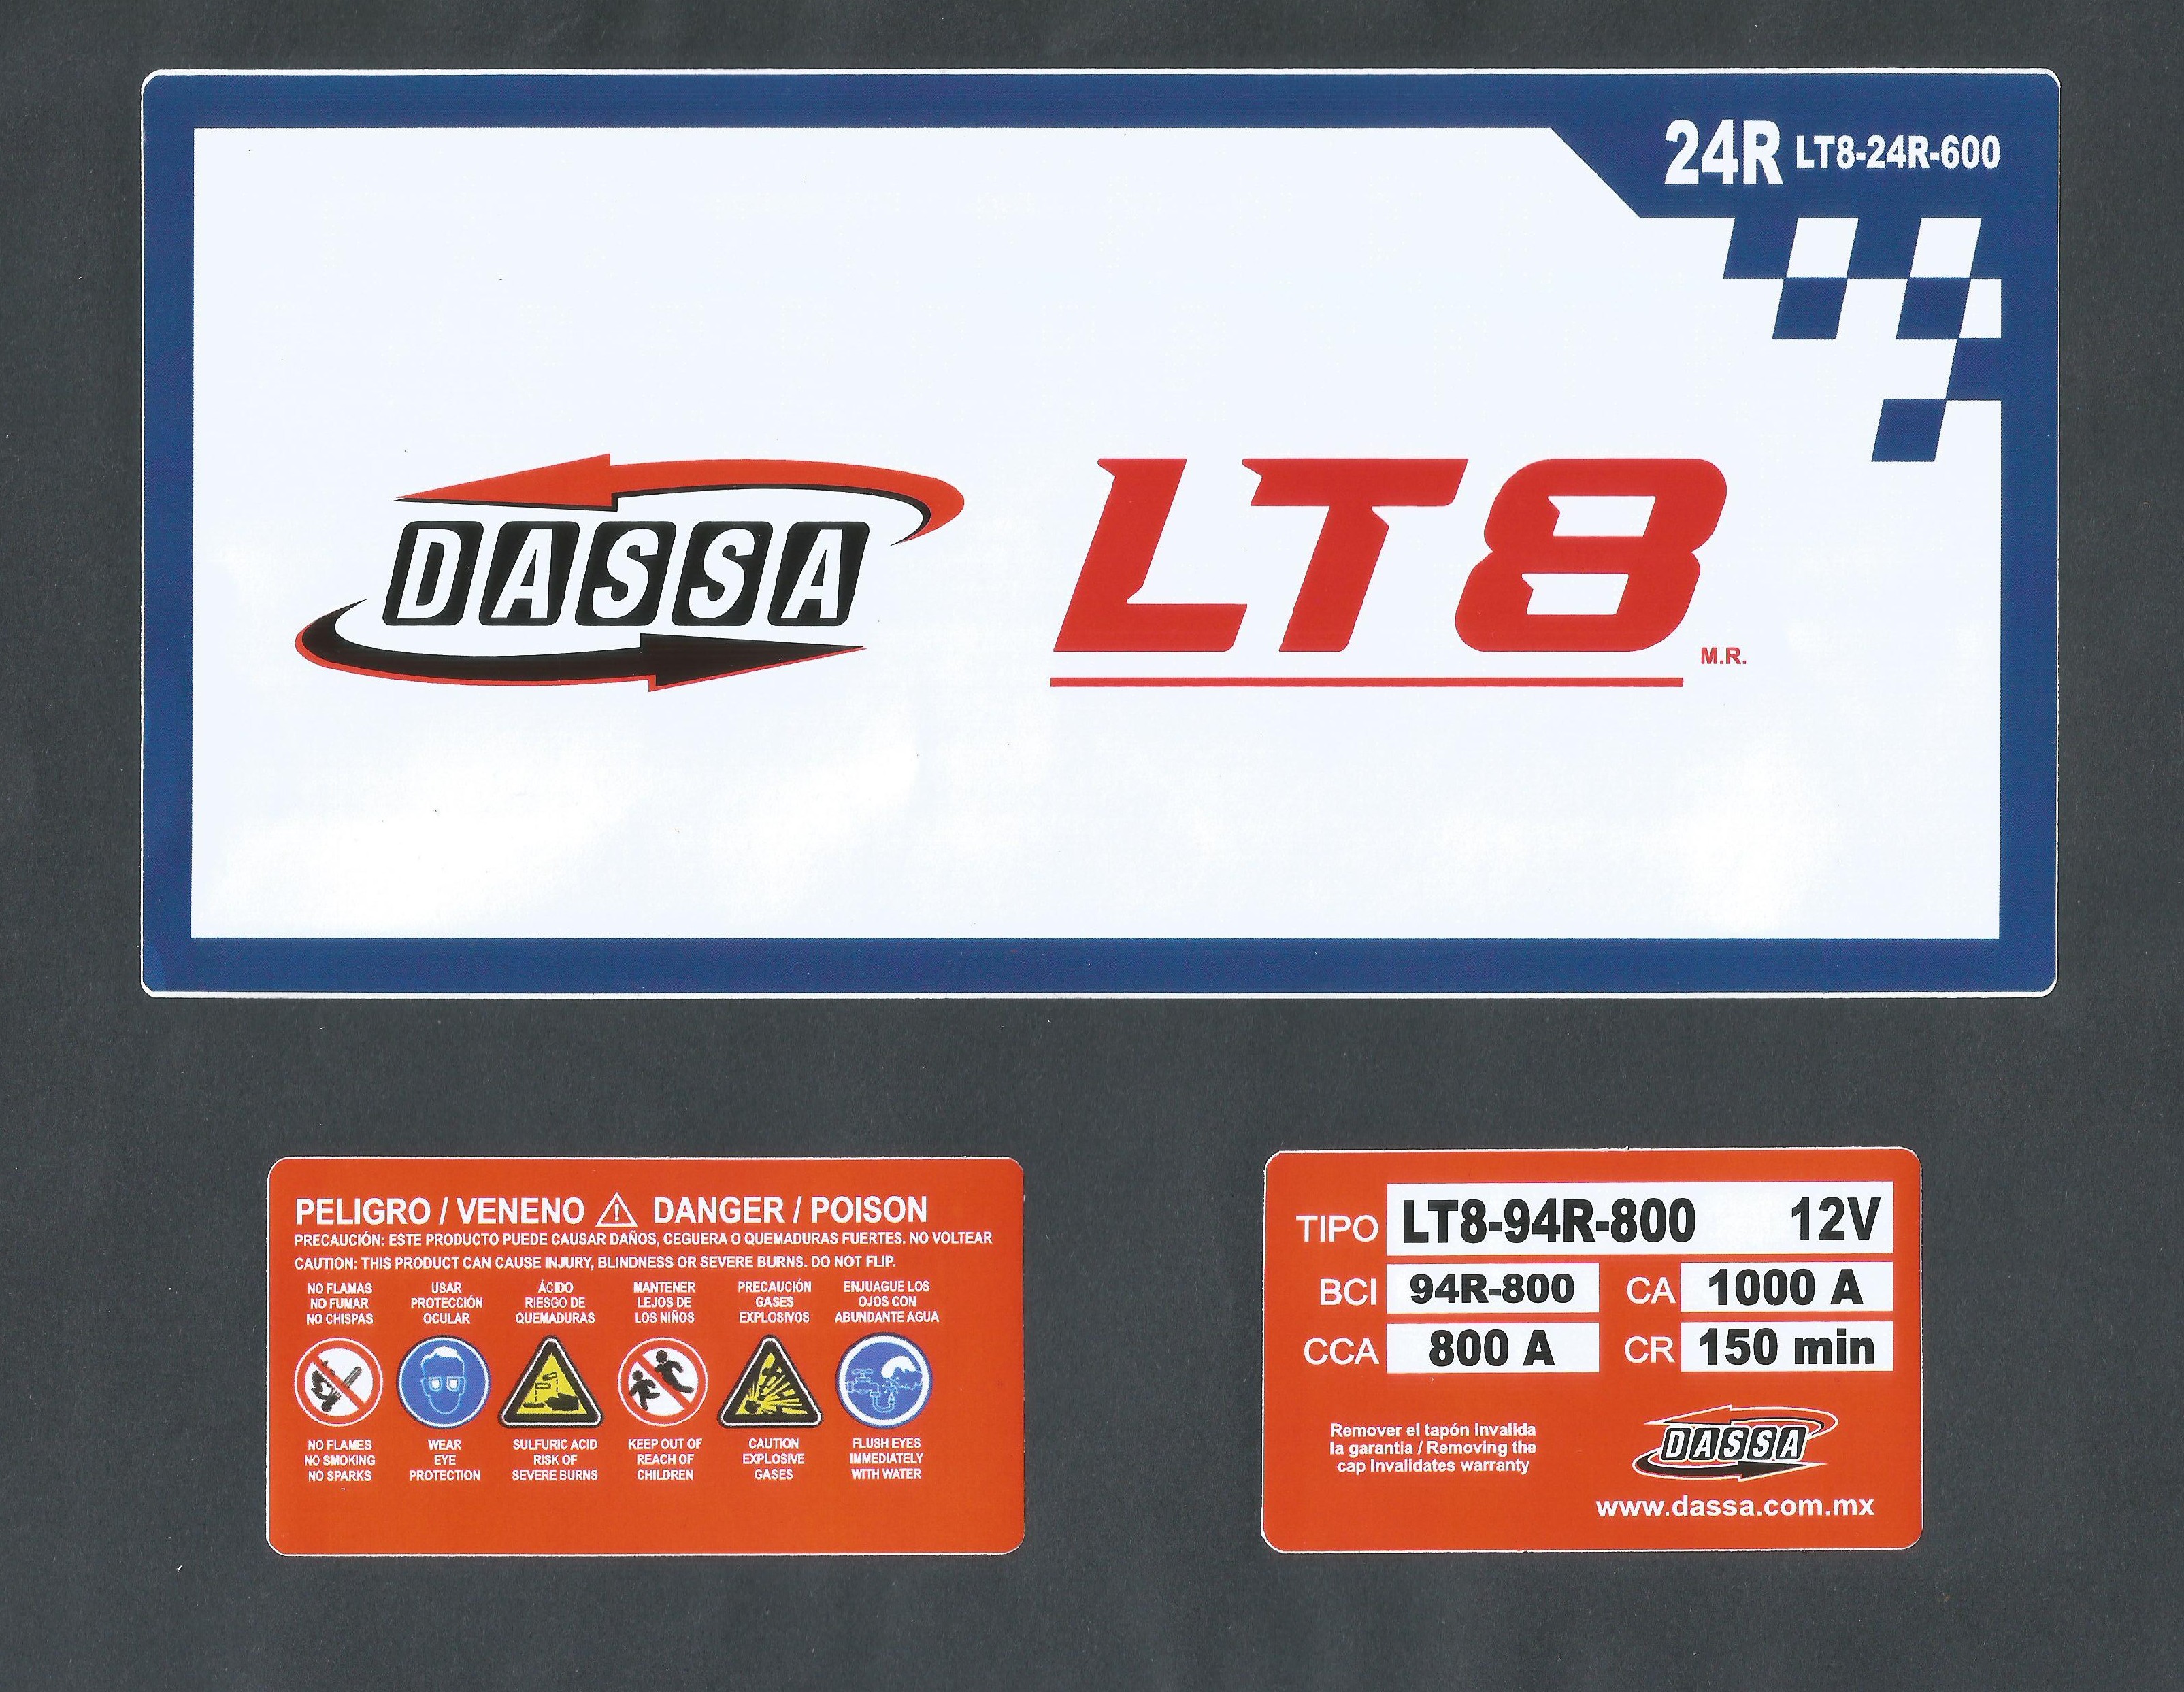 24R LT8-24R-600
DASSA
LT8
M.R.
PELIGRO / VENENO ! DANGER / POISON
PRECAUCIÓN: ESTE PRODUCTO PUEDE CAUSAR DAÑOS, CEGUERA O QUEMADURAS FUERTES. NO VOLTEAR
CAUTION: THIS PRODUCT CAN CAUSE INJURY, BLINDNESS OR SEVERE BURNS. DO NOT FLIP.
NO FLAMAS
NO FUMAR
NO CHISPAS
USAR
PROTECCIÓN
OCULAR
ÁCIDO
RIESGO DE
QUEMADURAS
MANTENER
LEJOS DE
LOS NIÑOS
PRECAUCIÓN
GASES
EXPLOSIVOS
ENJUAGUE LOS
OJOS CON
ABUNDANTE AGUA
NO FLAMES
NO SMOKING
NO SPARKS
WEAR
EYE
PROTECTION
SULFURIC ACID
RISK OF
SEVERE BURNS
KEEP OUT OF
REACH OF
CHILDREN
CAUTION
EXPLOSIVE
GASES
FLUSH EYES
IMMEDIATELY
WITH WATER
TIPO LT8-94R-800 12V
BCI 94R-800 CA 1000 A
CCA 800 A CR 150 min
Remover el tapón Invalida
la garantia / Removing the
cap Invalidates warranty
DASSA
www.dassa.com.mx